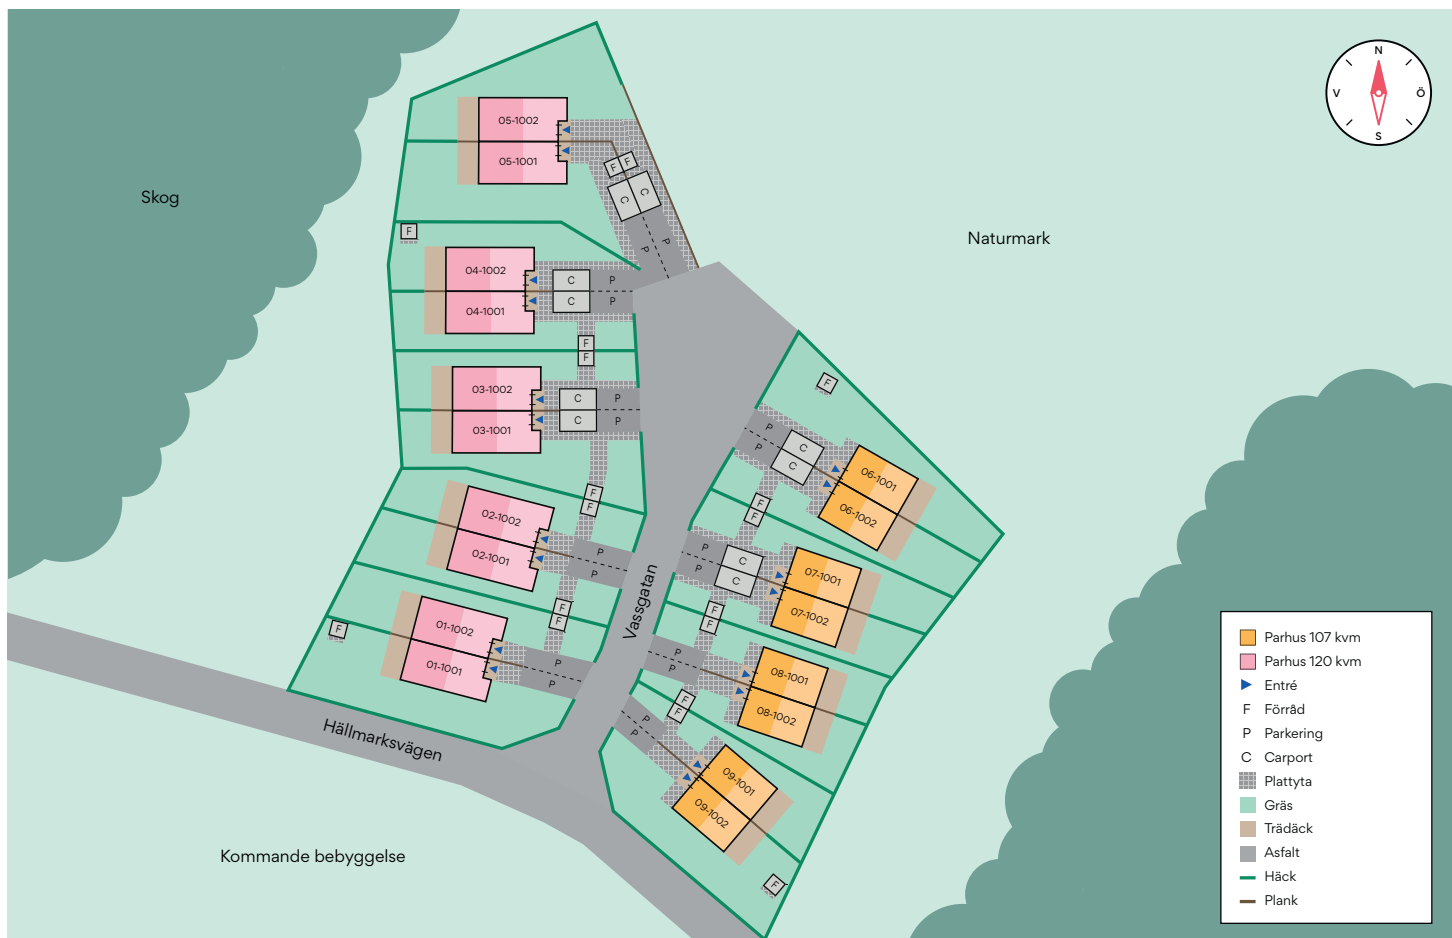 Skog
Naturmark
N
V
Ö
S
05-1002
05-1001
F
F
C
C
P
P
F
04-1002
04-1001
C
P
C
P
F
F
03-1002
03-1001
C
P
C
P
F
F
02-1002
02-1001
P
P
F
F
01-1002
01-1001
P
P
F
Vassgatan
Hällmarksvägen
Kommande bebyggelse
F
P
P
C
C
06-1001
06-1002
F
F
P
P
C
C
07-1001
07-1002
F
F
P
P
08-1001
08-1002
F
F
P
P
09-1001
09-1002
F
Parhus 107 kvm
Parhus 120 kvm
Entré
F Förråd
P Parkering
C Carport
Plattyta
Gräs
Trädäck
Asfalt
Häck
Plank